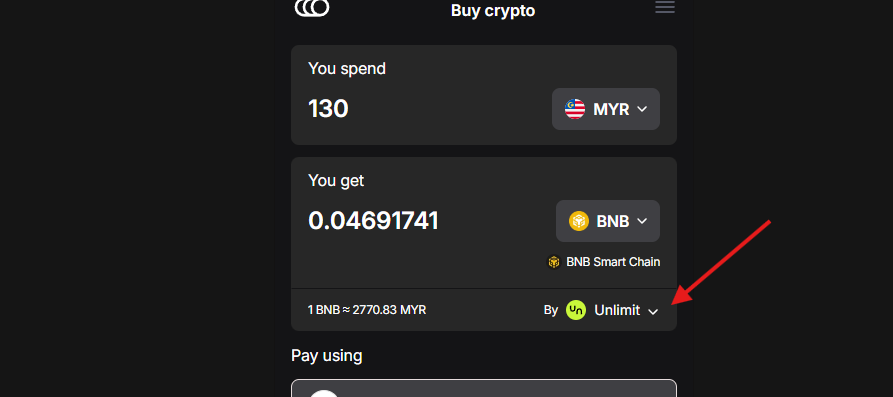 Buy crypto
You spend
130
MYR
You get
0.04691741
BNB
BNB Smart Chain
1 BNB ≈ 2770.83 MYR
By Unlimit
Pay using